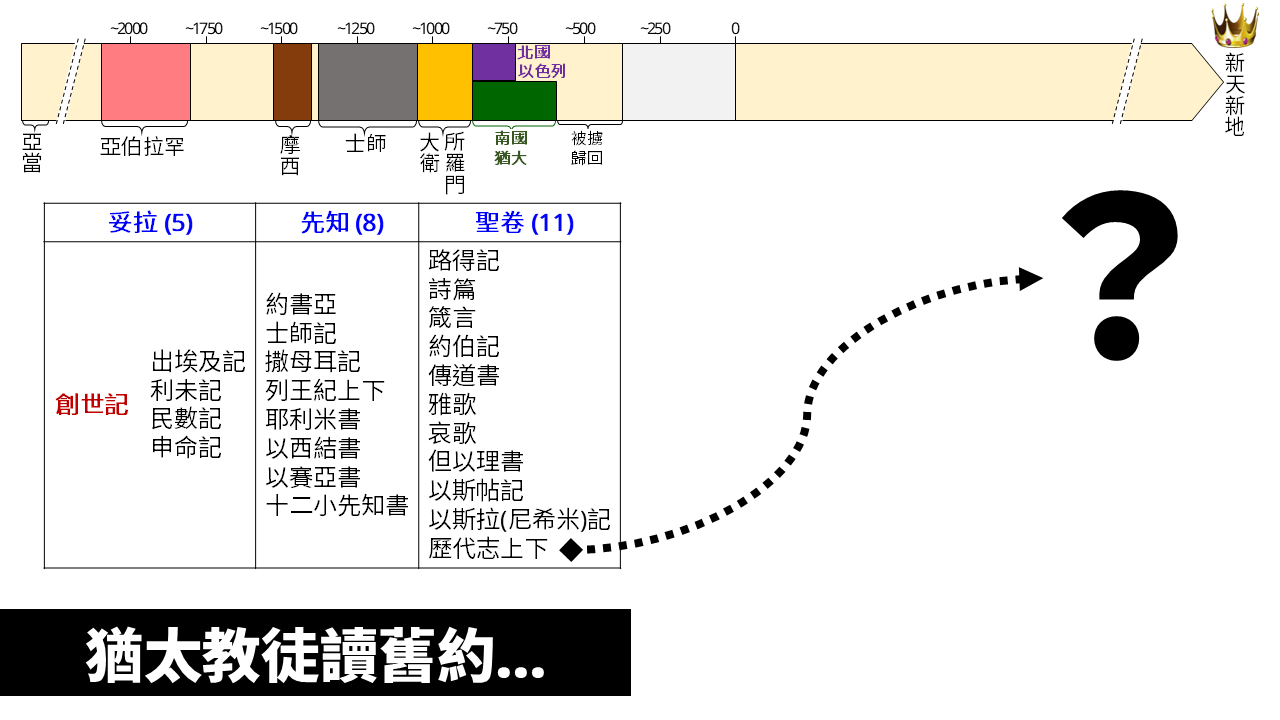 ~2000 ~1750 ~1500 ~1250 ~1000 ~750 ~500 ~250 0
北國
以色列
新天新地
亞當
亞伯拉罕
摩西
士師
大衛
所羅門
南國
猶大
被擄
歸回
妥拉 (5)
先知 (8)
聖卷 (11)
創世記
出埃及記
利未記
民數記
申命記
約書亞
士師記
撒母耳記
列王紀上下
耶利米書
以西結書
以賽亞書
十二小先知書
路得記
詩篇
箴言
約伯記
傳道書
雅歌
哀歌
但以理書
以斯帖記
以斯拉(尼希米)記
歷代志上下
?
猶太教徒讀舊約...